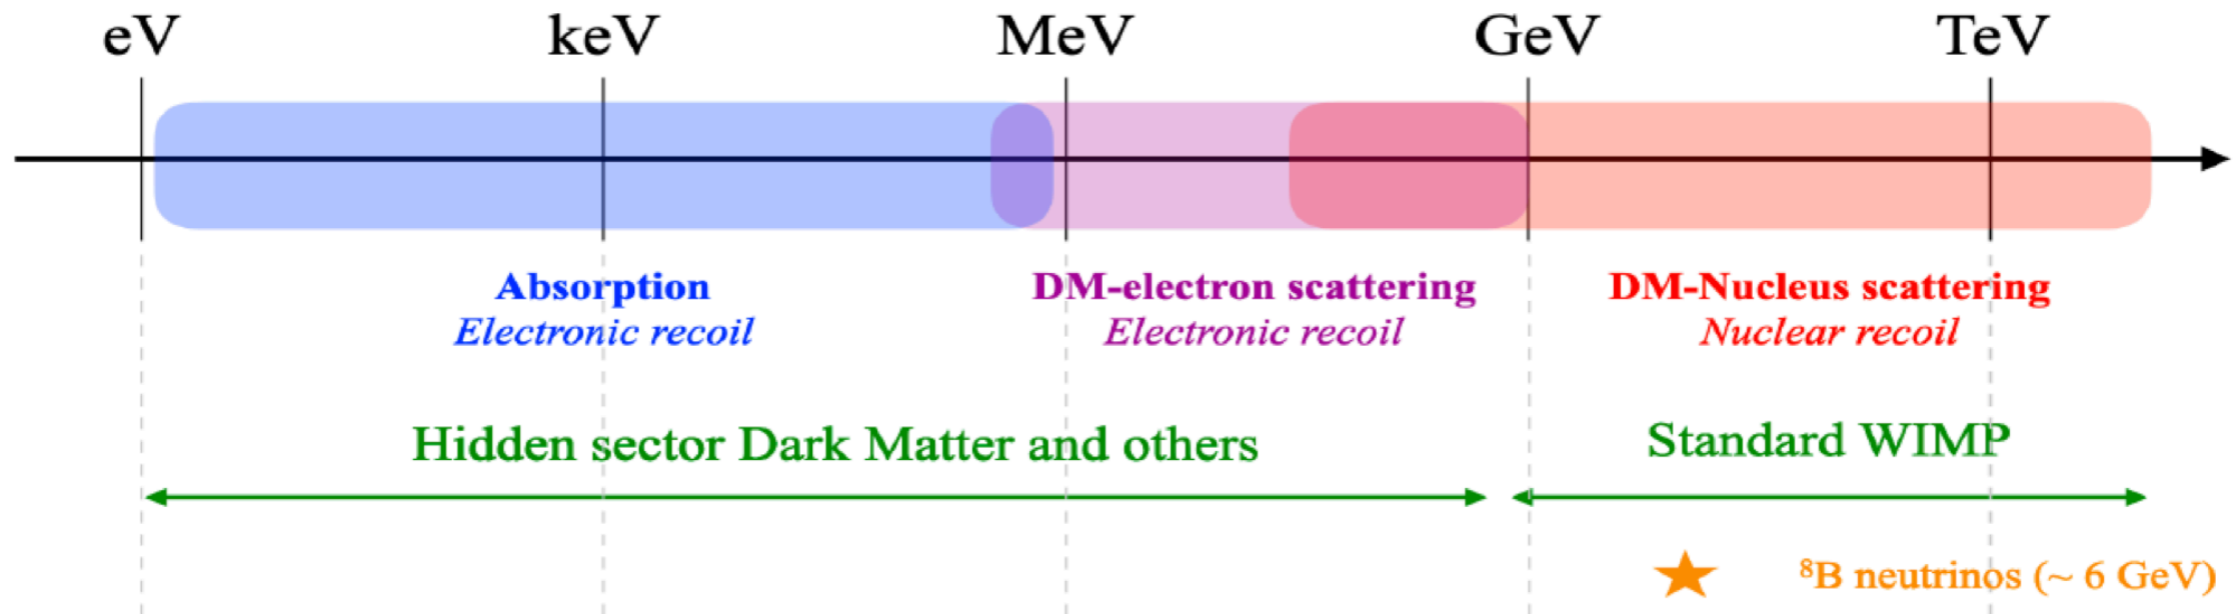 eV keV MeV GeV TeV
Absorption DM-electron scattering DM-Nucleus scattering
Electronic recoil Electronic recoil Nuclear recoil
Hidden sector Dark Matter and others Standard WIMP
⁸B neutrinos (~ 6 GeV)